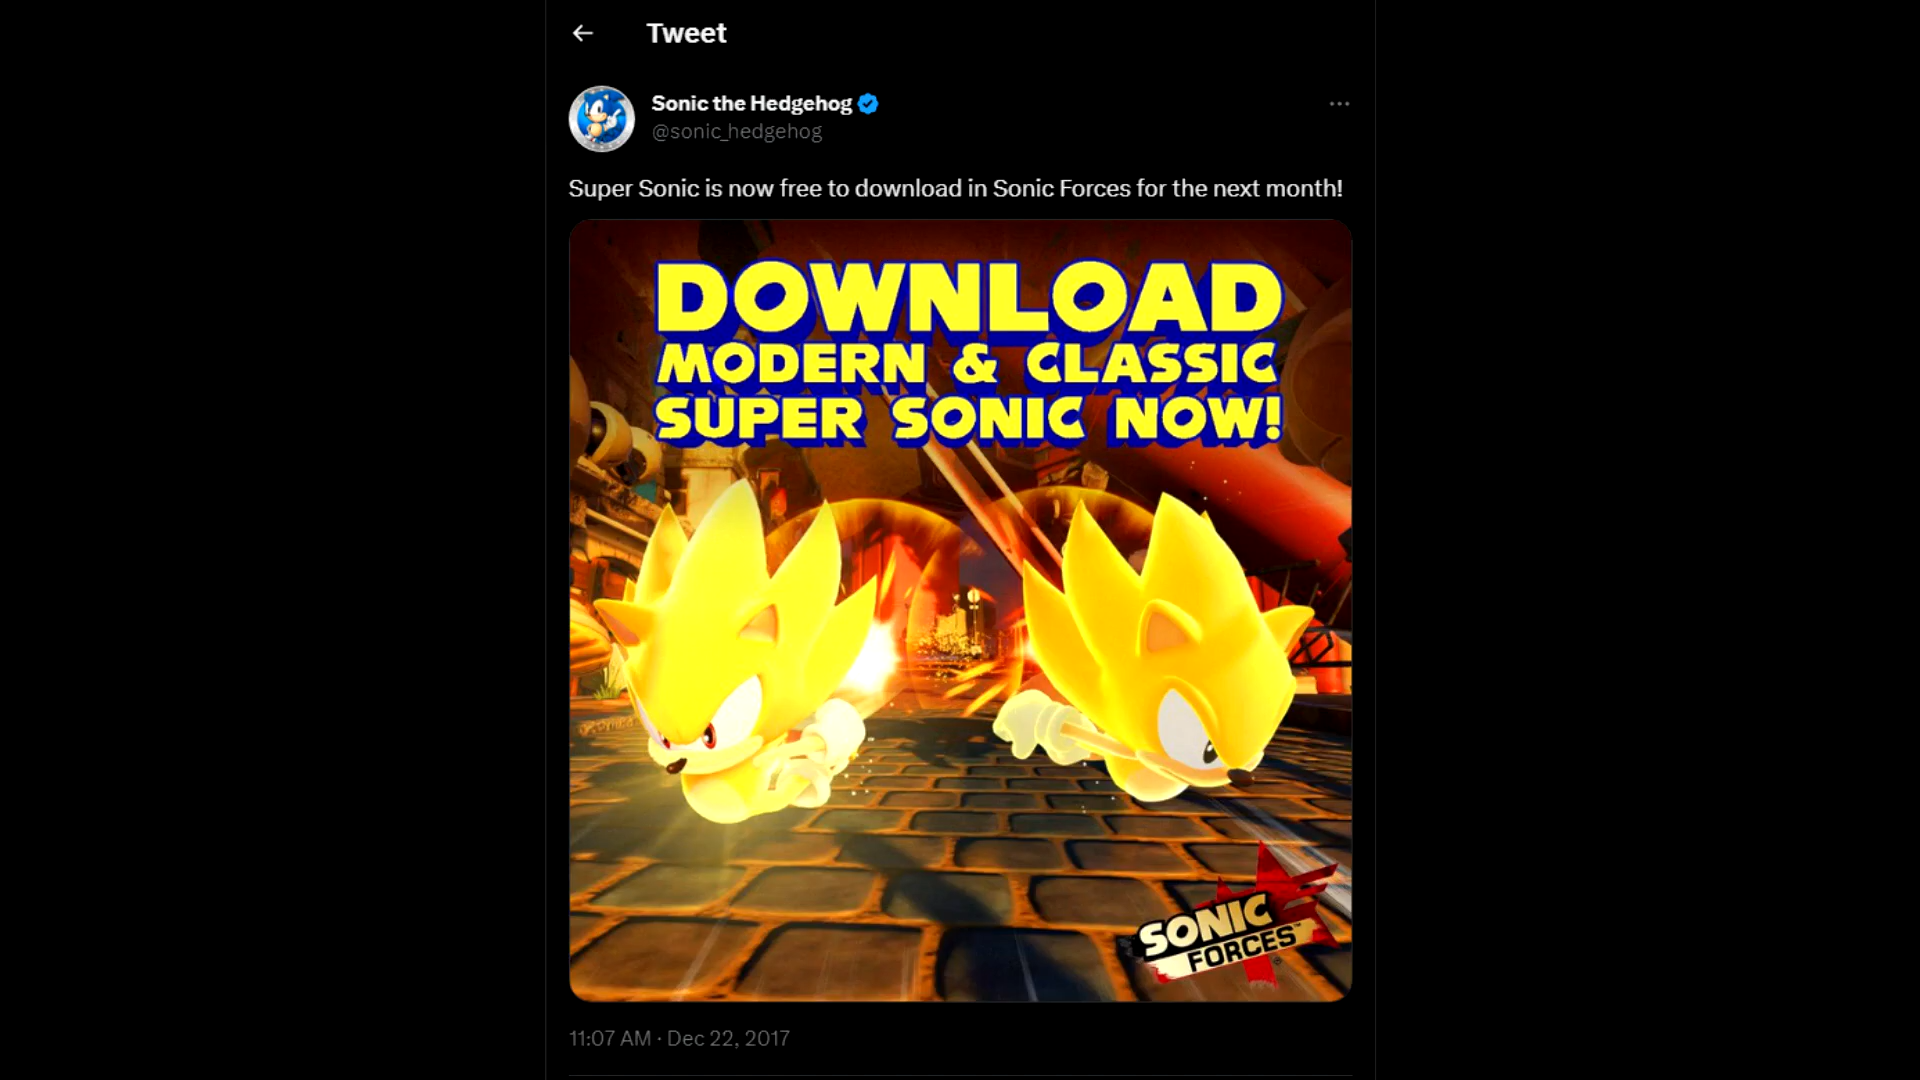 Tweet
Sonic the Hedgehog
@sonic_hedgehog
Super Sonic is now free to download in Sonic Forces for the next month!
DOWNLOAD
MODERN & CLASSIC
SUPER SONIC NOW!
SONIC
FORCES™
11:07 AM · Dec 22, 2017